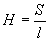 H = S/l